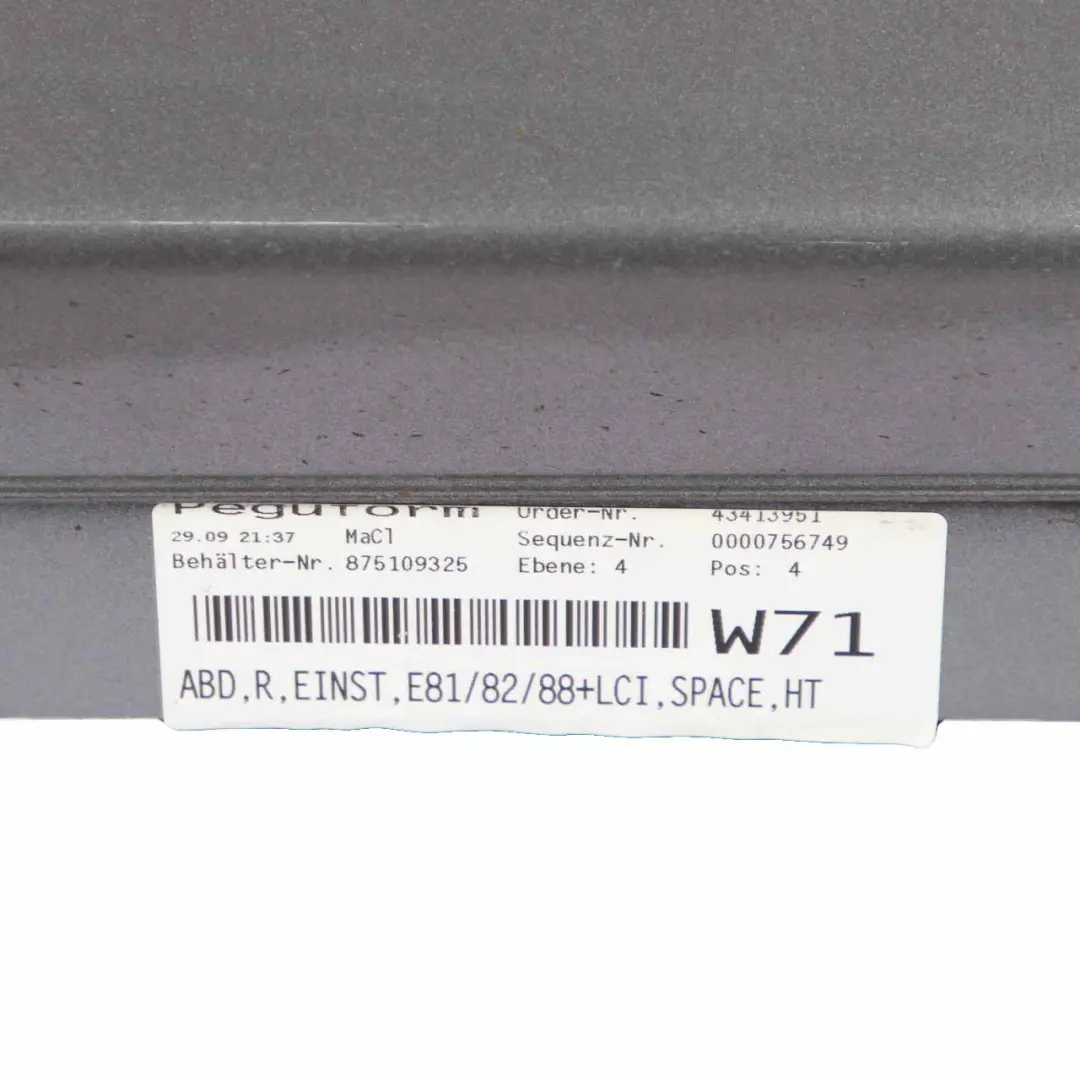 Peguform Order-Nr. 43413951
29.09 21:37 MaCl Sequenz-Nr. 0000756749
Behälter-Nr. 875109325 Ebene: 4 Pos: 4
W71
ABD,R,EINST,E81/82/88+LCI,SPACE,HT